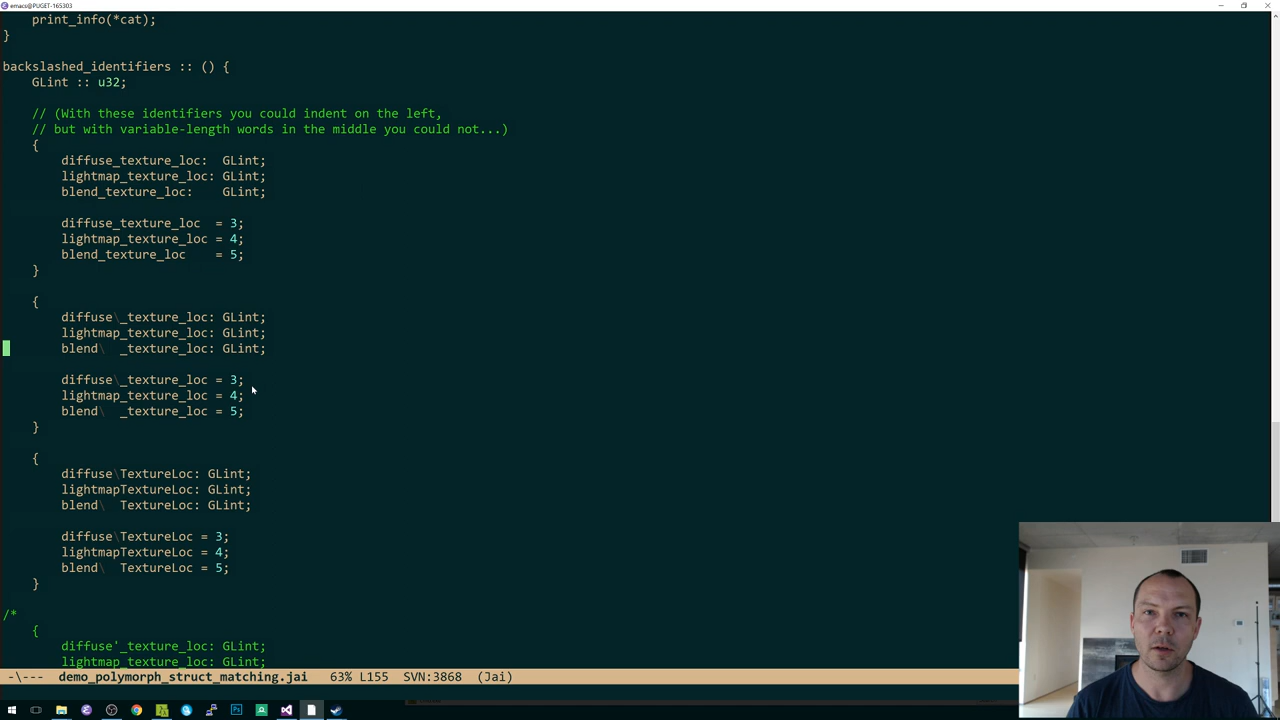 emacs@PUGET-165303
    print_info(*cat);
}
backslashed_identifiers :: () {
    GLint :: u32;
    // (With these identifiers you could indent on the left,
    // but with variable-length words in the middle you could not...)
    {
        diffuse_texture_loc:  GLint;
        lightmap_texture_loc: GLint;
        blend_texture_loc:    GLint;
        diffuse_texture_loc  = 3;
        lightmap_texture_loc = 4;
        blend_texture_loc    = 5;
    }
    {
        diffuse\_texture_loc: GLint;
        lightmap_texture_loc: GLint;
        blend\  _texture_loc: GLint;
        diffuse\_texture_loc = 3;
        lightmap_texture_loc = 4;
        blend\  _texture_loc = 5;
    }
    {
        diffuse\TextureLoc: GLint;
        lightmapTextureLoc: GLint;
        blend\  TextureLoc: GLint;
        diffuse\TextureLoc = 3;
        lightmapTextureLoc = 4;
        blend\  TextureLoc = 5;
    }
/*
    {
        diffuse'_texture_loc: GLint;
        lightmap_texture_loc: GLint;
-\---  demo_polymorph_struct_matching.jai   63% L155  SVN:3868  (Jai)